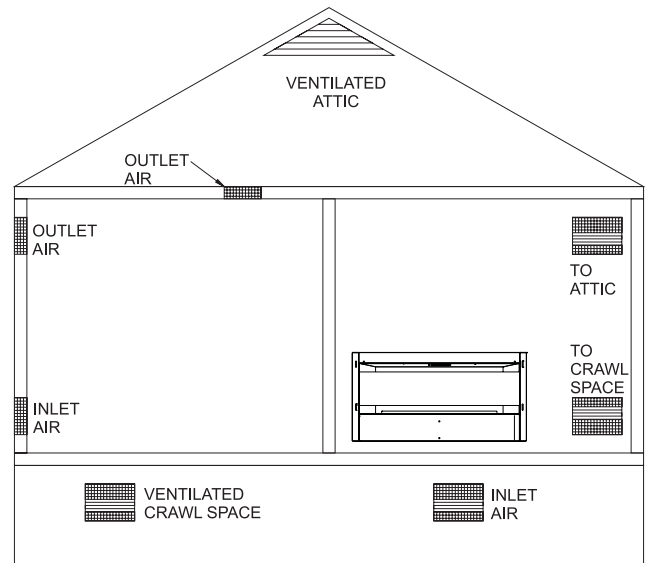 VENTILATED
ATTIC
OUTLET
AIR
OUTLET
AIR
TO
ATTIC
TO
CRAWL
SPACE
INLET
AIR
VENTILATED
CRAWL SPACE
INLET
AIR